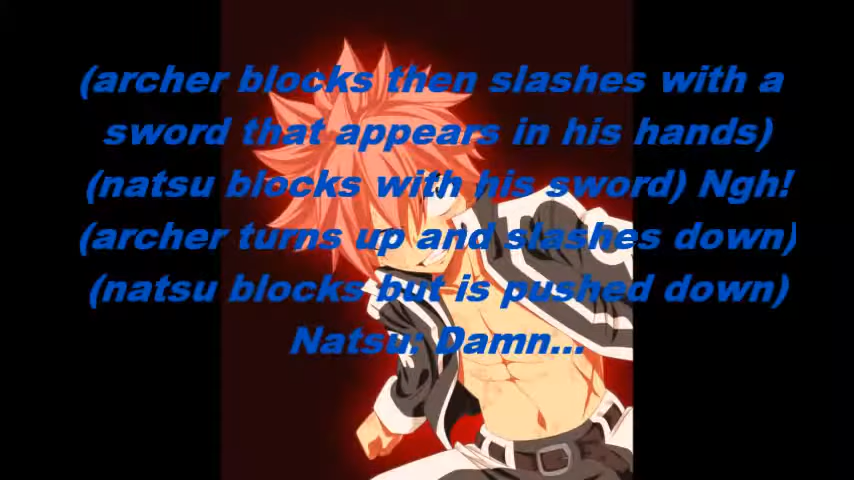 (archer blocks then slashes with a
sword that appears in his hands)
(natsu blocks with his sword) Ngh!
(archer turns up and slashes down)
(natsu blocks but is pushed down)
Natsu: Damn...